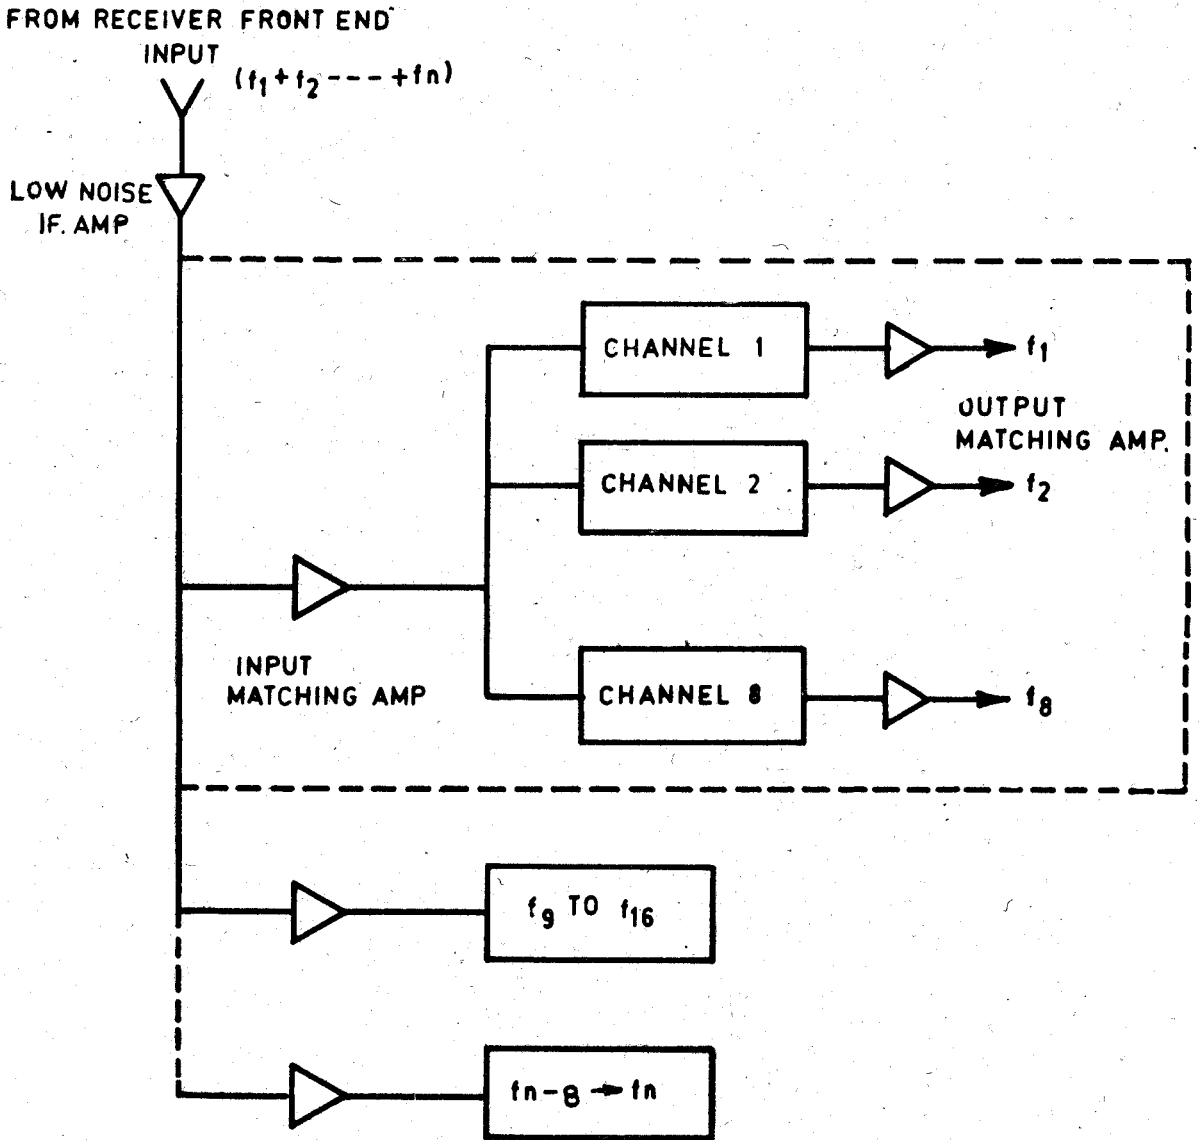 FROM RECEIVER FRONT END
INPUT
(f1+f2----+fn)
LOW NOISE
IF. AMP
CHANNEL 1
f1
OUTPUT
MATCHING AMP.
CHANNEL 2
f2
INPUT
MATCHING AMP
CHANNEL 8
f8
f9 TO f16
fn-8→fn